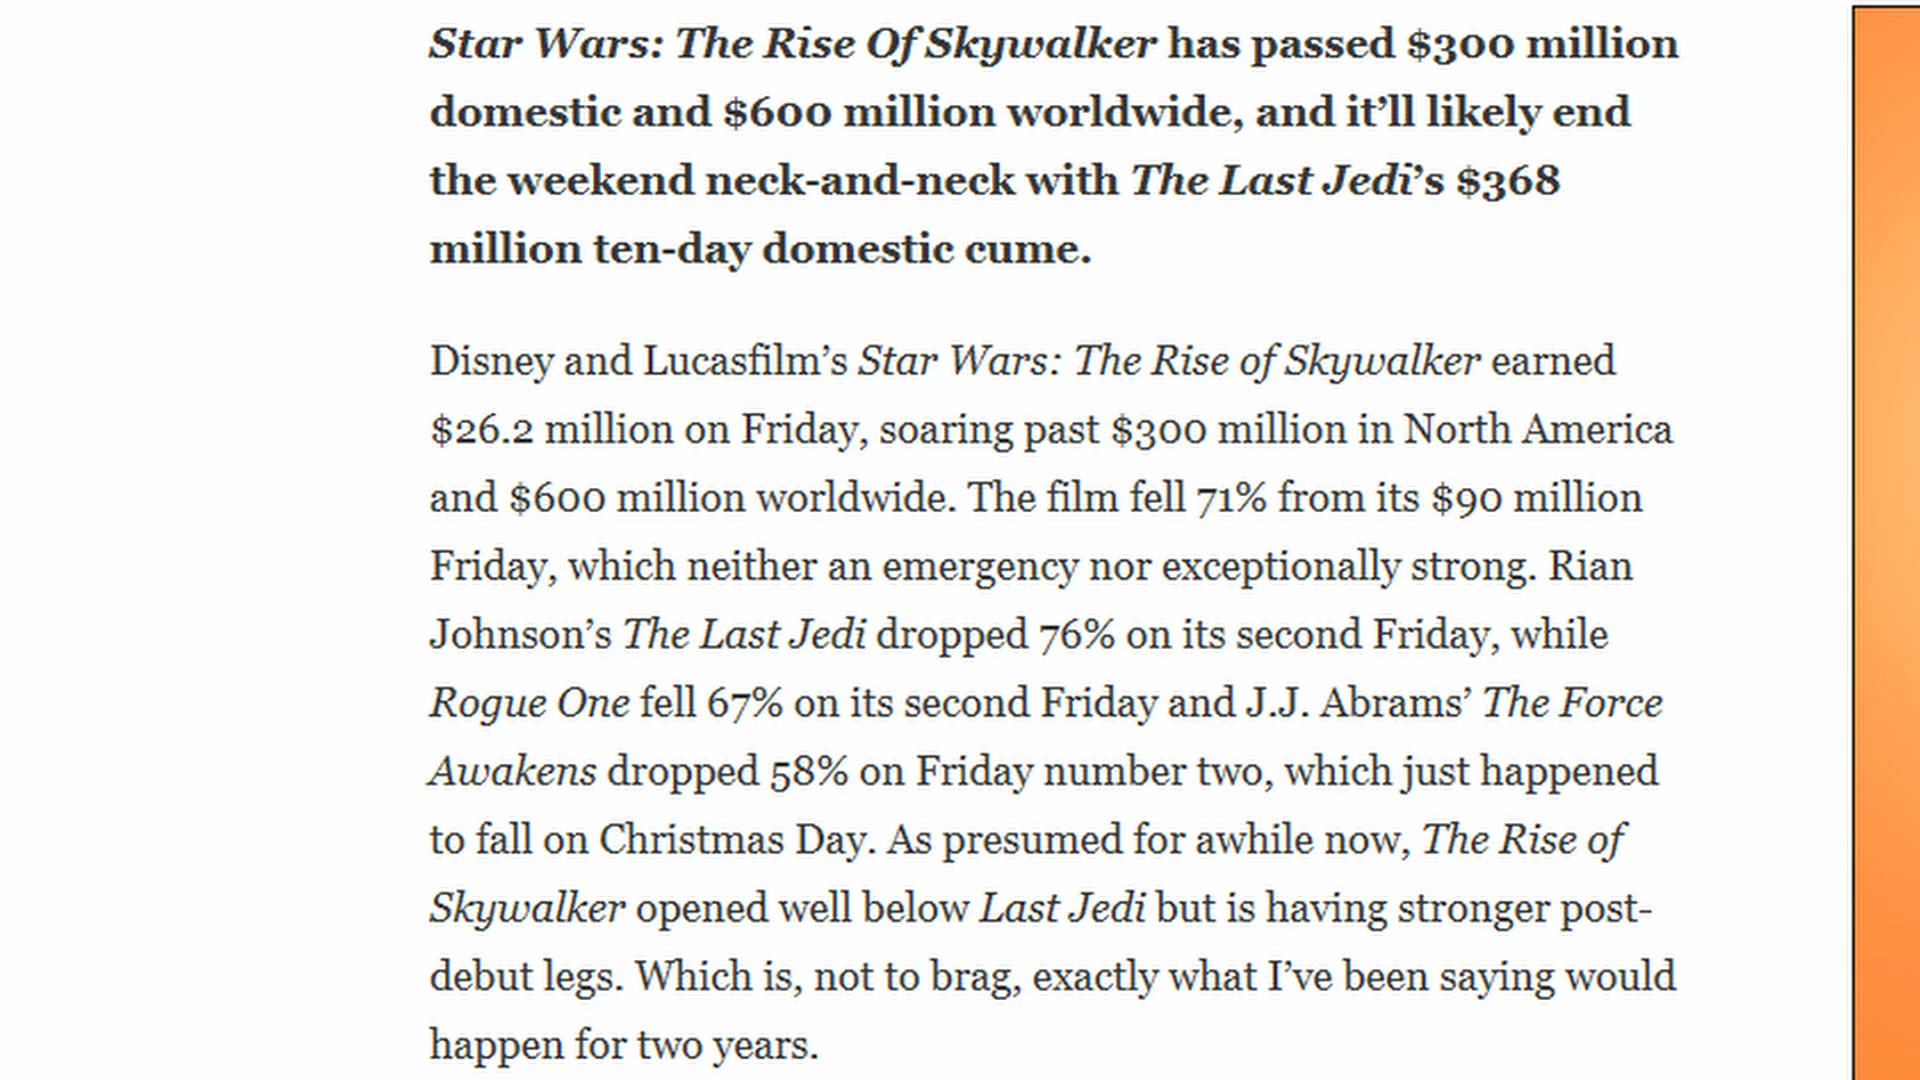 Star Wars: The Rise Of Skywalker has passed $300 million
domestic and $600 million worldwide, and it’ll likely end
the weekend neck-and-neck with The Last Jedi’s $368
million ten-day domestic cume.
Disney and Lucasfilm’s Star Wars: The Rise of Skywalker earned
$26.2 million on Friday, soaring past $300 million in North America
and $600 million worldwide. The film fell 71% from its $90 million
Friday, which neither an emergency nor exceptionally strong. Rian
Johnson’s The Last Jedi dropped 76% on its second Friday, while
Rogue One fell 67% on its second Friday and J.J. Abrams’ The Force
Awakens dropped 58% on Friday number two, which just happened
to fall on Christmas Day. As presumed for awhile now, The Rise of
Skywalker opened well below Last Jedi but is having stronger post-
debut legs. Which is, not to brag, exactly what I’ve been saying would
happen for two years.